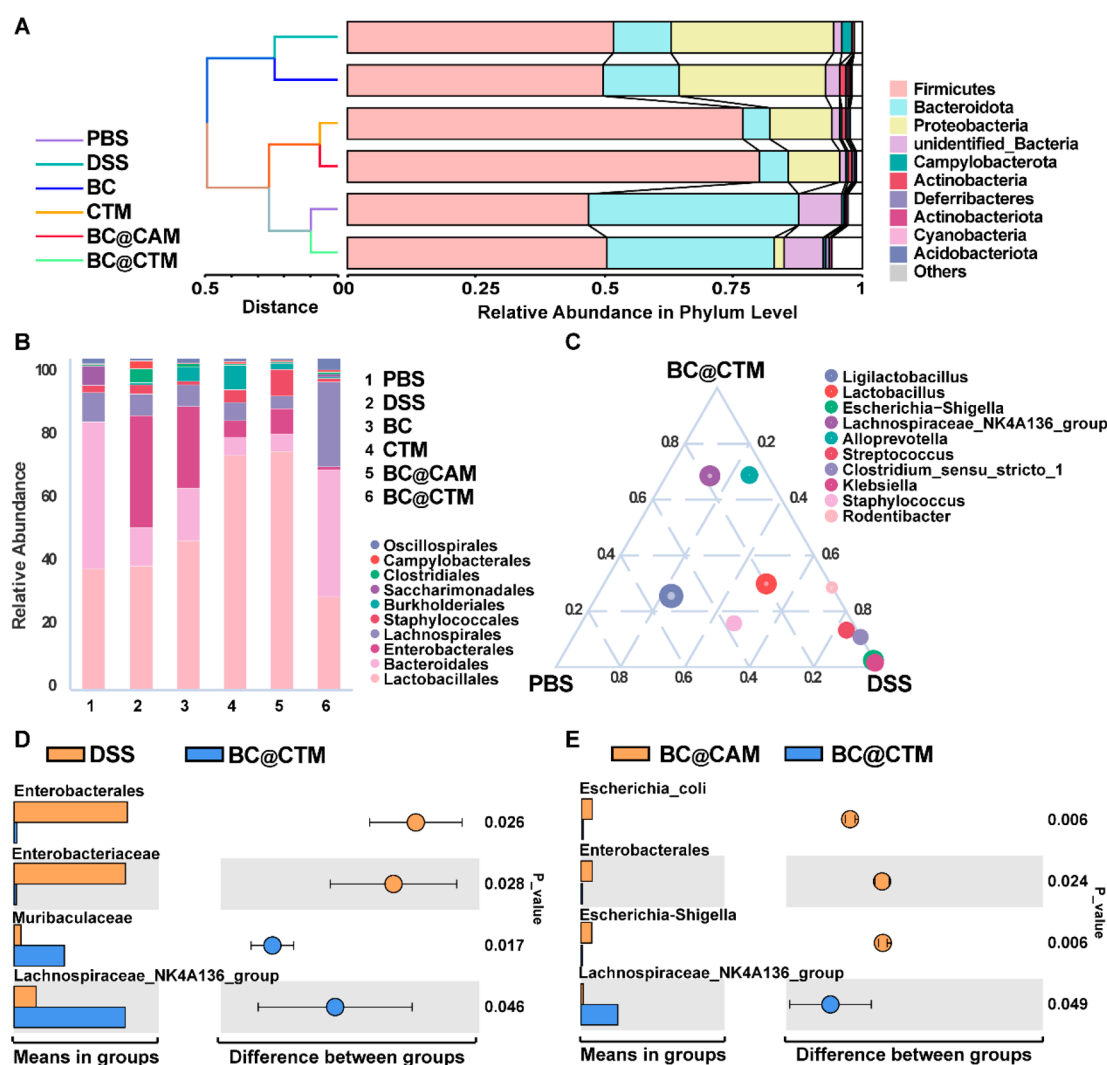 A
PBS
DSS
BC
CTM
BC@CAM
BC@CTM
Firmicutes
Bacteroidota
Proteobacteria
unidentified_Bacteria
Campylobacterota
Actinobacteria
Deferribacteres
Actinobacteriota
Cyanobacteria
Acidobacteriota
Others
0.5 0 0 0.25 0.5 0.75 1
Distance
Relative Abundance in Phylum Level
B
Relative Abundance
100
80
60
40
20
0
1 2 3 4 5 6
1 PBS
2 DSS
3 BC
4 CTM
5 BC@CAM
6 BC@CTM
Oscillospirales
Campylobacterales
Clostridiales
Saccharimonadales
Burkholderiales
Staphylococcales
Lachnospirales
Enterobacterales
Bacteroidales
Lactobacillales
C
BC@CTM
0.8 0.2
0.6 0.4
0.4 0.6
0.2 0.8
PBS 0.8 0.6 0.4 0.2 DSS
Ligilactobacillus
Lactobacillus
Escherichia-Shigella
Lachnospiraceae_NK4A136_group
Alloprevotella
Streptococcus
Clostridium_sensu_stricto_1
Klebsiella
Staphylococcus
Rodentibacter
D
DSS BC@CTM
Enterobacterales
0.026
Enterobacteriaceae
0.028
Muribaculaceae
0.017
Lachnospiraceae_NK4A136_group
0.046
P_value
Means in groups Difference between groups
E
BC@CAM BC@CTM
Escherichia_coli
0.006
Enterobacterales
0.024
Escherichia-Shigella
0.006
Lachnospiraceae_NK4A136_group
0.049
P_value
Means in groups Difference between groups